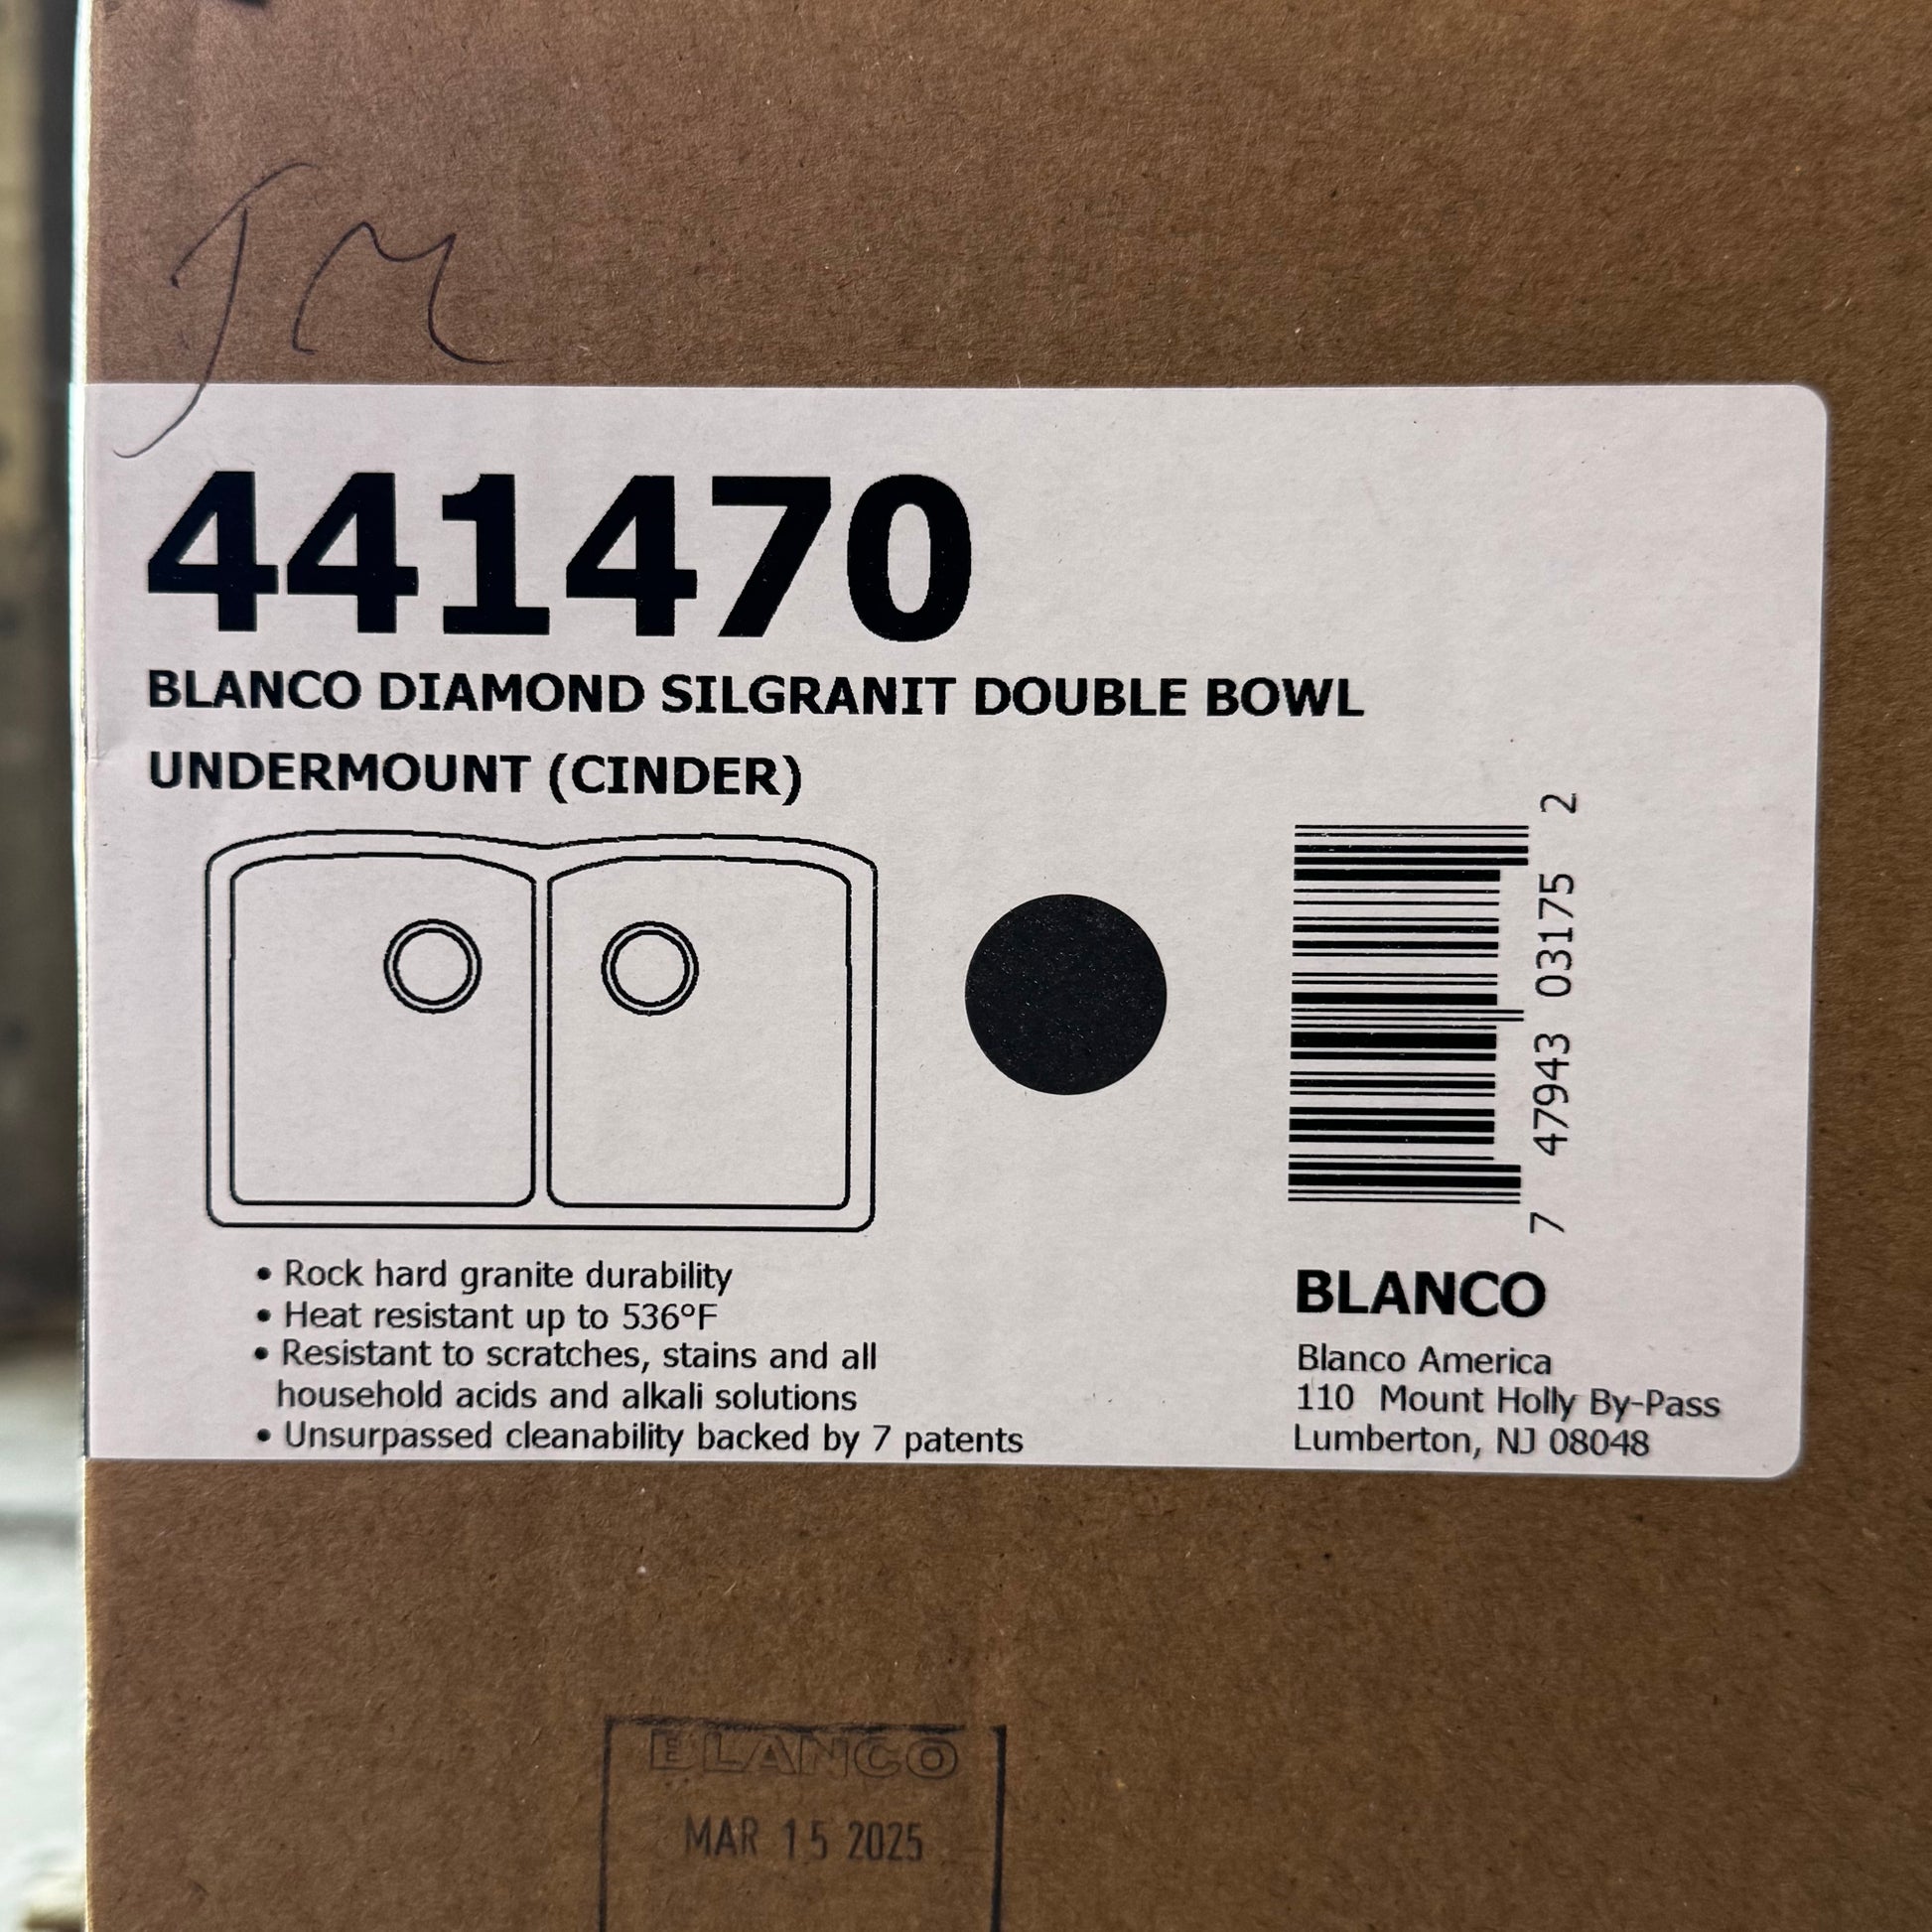 JM
441470
BLANCO DIAMOND SILGRANIT DOUBLE BOWL
UNDERMOUNT (CINDER)
7 47943 03175 2
• Rock hard granite durability
• Heat resistant up to 536°F
• Resistant to scratches, stains and all
household acids and alkali solutions
• Unsurpassed cleanability backed by 7 patents
BLANCO
Blanco America
110 Mount Holly By-Pass
Lumberton, NJ 08048
BLANCO
MAR 15 2025